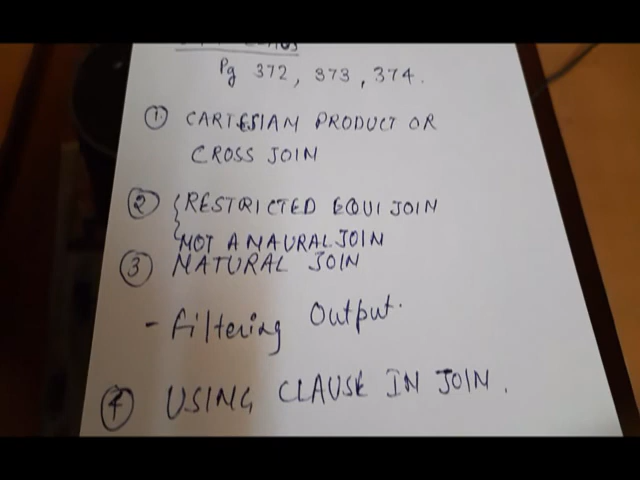 Pg 372, 373, 374.
① CARTESIAN PRODUCT OR
CROSS JOIN
② { RESTRICTED EQUI JOIN
NOT A NAURAL JOIN
③ NATURAL JOIN
- Filtering Output.
④ USING CLAUSE IN JOIN.